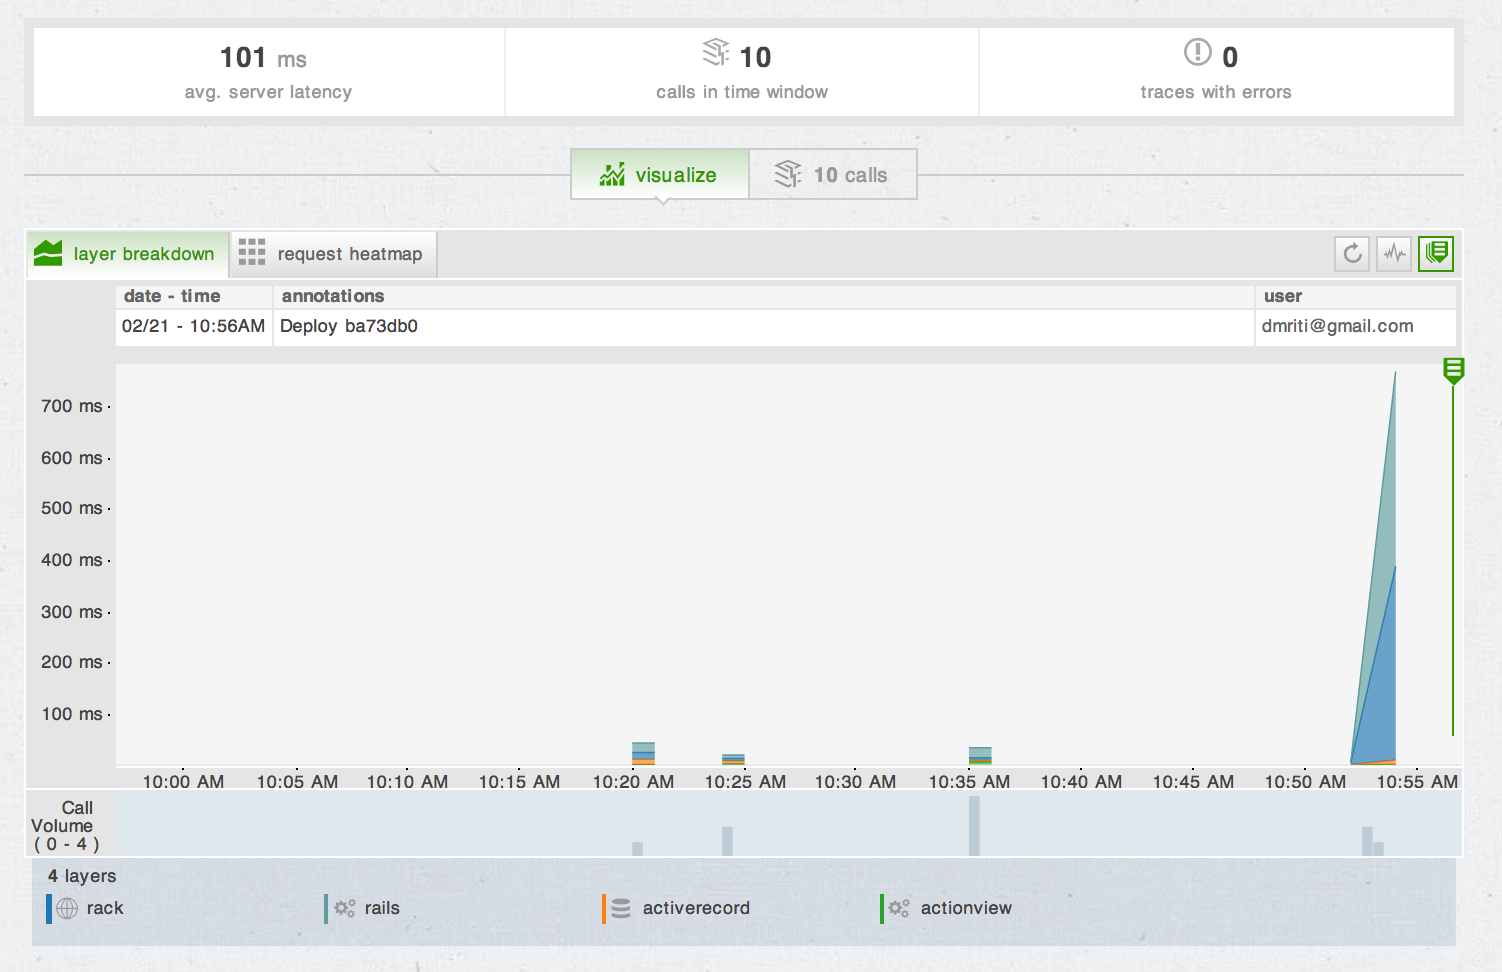 101 ms
avg. server latency
10
calls in time window
0
traces with errors
visualize
10 calls
layer breakdown
request heatmap
date - time annotations user
02/21 - 10:56AM Deploy ba73db0 dmriti@gmail.com
700 ms
600 ms
500 ms
400 ms
300 ms
200 ms
100 ms
10:00 AM 10:05 AM 10:10 AM 10:15 AM 10:20 AM 10:25 AM 10:30 AM 10:35 AM 10:40 AM 10:45 AM 10:50 AM 10:55 AM
Call
Volume
( 0 - 4 )
4 layers
rack rails activerecord actionview